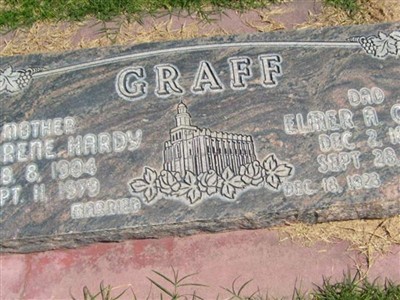 GRAFF
MOTHER
RENE HARDY
8, 1904
PT. 11, 1979
MARRIED
DAD
ELMER A.
DEC. 2,
SEPT. 28
DEC. 18, 1923